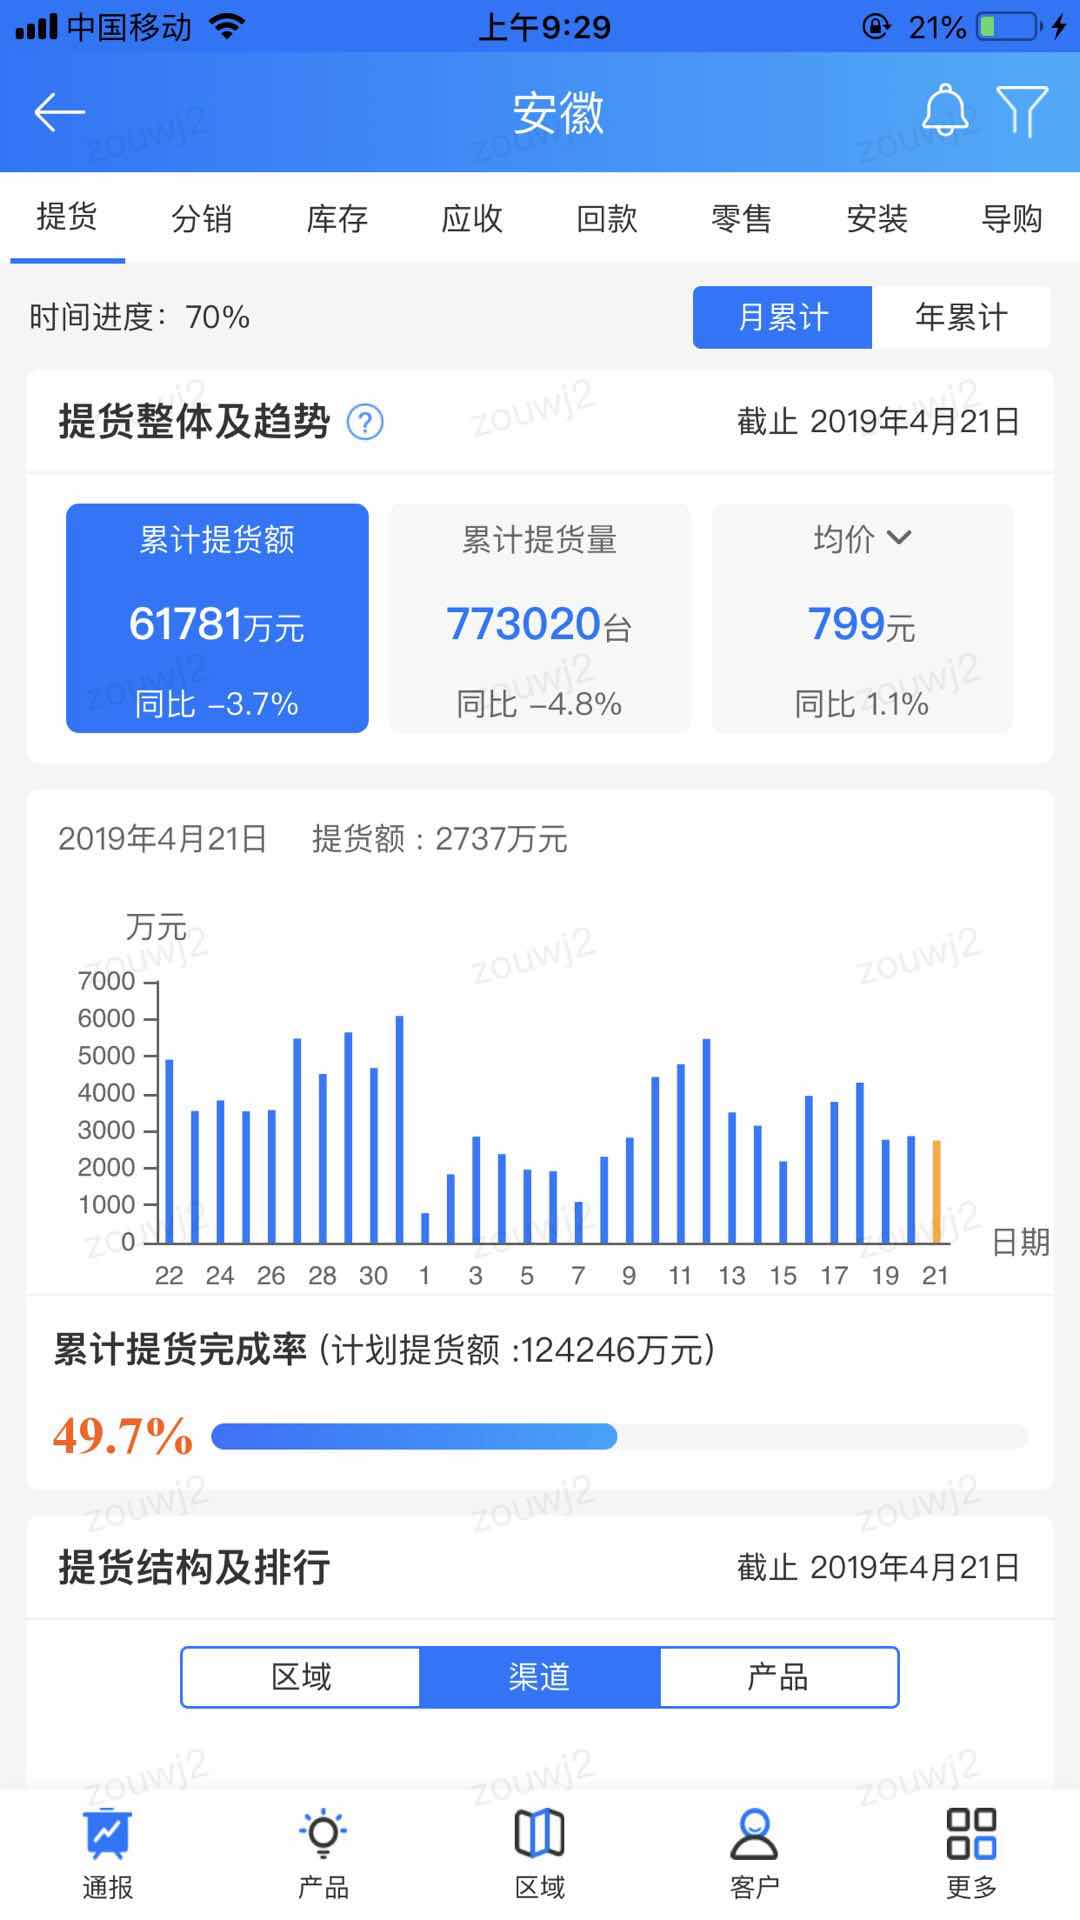 中国移动 上午9:29 21%
安徽
提货 分销 库存 应收 回款 零售 安装 导购
时间进度：70% 月累计 年累计
提货整体及趋势 ? 截止 2019年4月21日
累计提货额 累计提货量 均价
61781万元 773020台 799元
同比 -3.7% 同比 -4.8% 同比 1.1%
2019年4月21日 提货额：2737万元
万元
7000
6000
5000
4000
3000
2000
1000
0
日期
22 24 26 28 30 1 3 5 7 9 11 13 15 17 19 21
累计提货完成率 (计划提货额 :124246万元)
49.7%
提货结构及排行 截止 2019年4月21日
区域 渠道 产品
通报 产品 区域 客户 更多
zouwj2